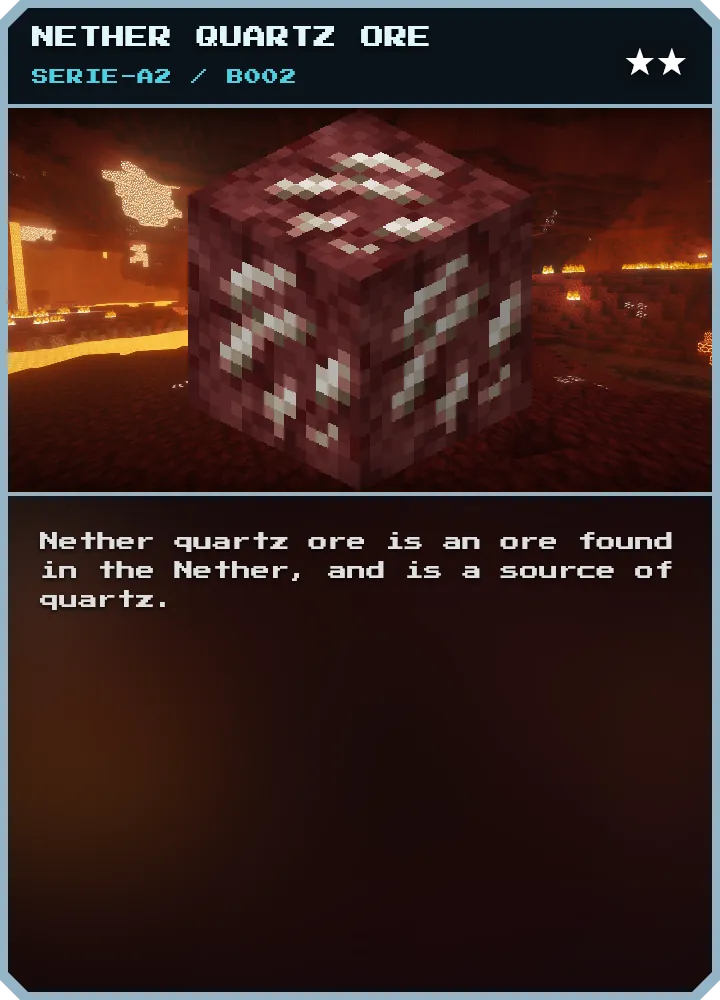 NETHER QUARTZ ORE
SERIE-A2 / B002
★★
Nether quartz ore is an ore found
in the Nether, and is a source of
quartz.